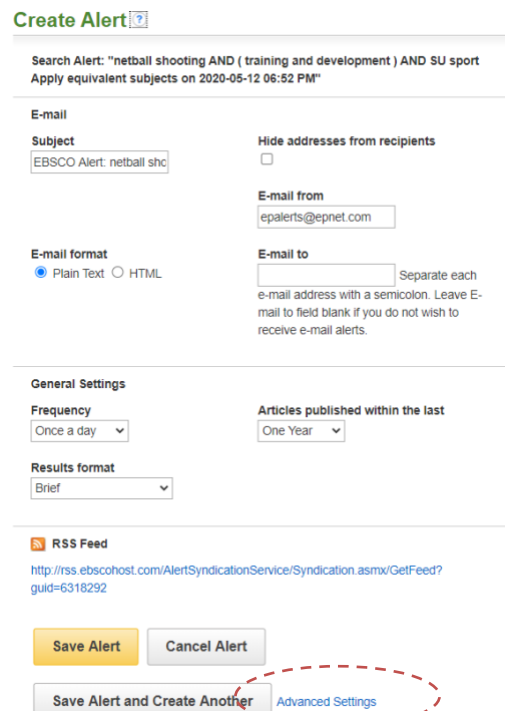 Create Alert ?
Search Alert: "netball shooting AND ( training and development ) AND SU sport
Apply equivalent subjects on 2020-05-12 06:52 PM"
E-mail
Subject
EBSCO Alert: netball sho
Hide addresses from recipients
E-mail from
epalerts@epnet.com
E-mail format
Plain Text HTML
E-mail to
Separate each
e-mail address with a semicolon. Leave E-
mail to field blank if you do not wish to
receive e-mail alerts.
General Settings
Frequency
Once a day
Articles published within the last
One Year
Results format
Brief
RSS Feed
http://rss.ebscohost.com/AlertSyndicationService/Syndication.asmx/GetFeed?
guid=6318292
Save Alert Cancel Alert
Save Alert and Create Another Advanced Settings